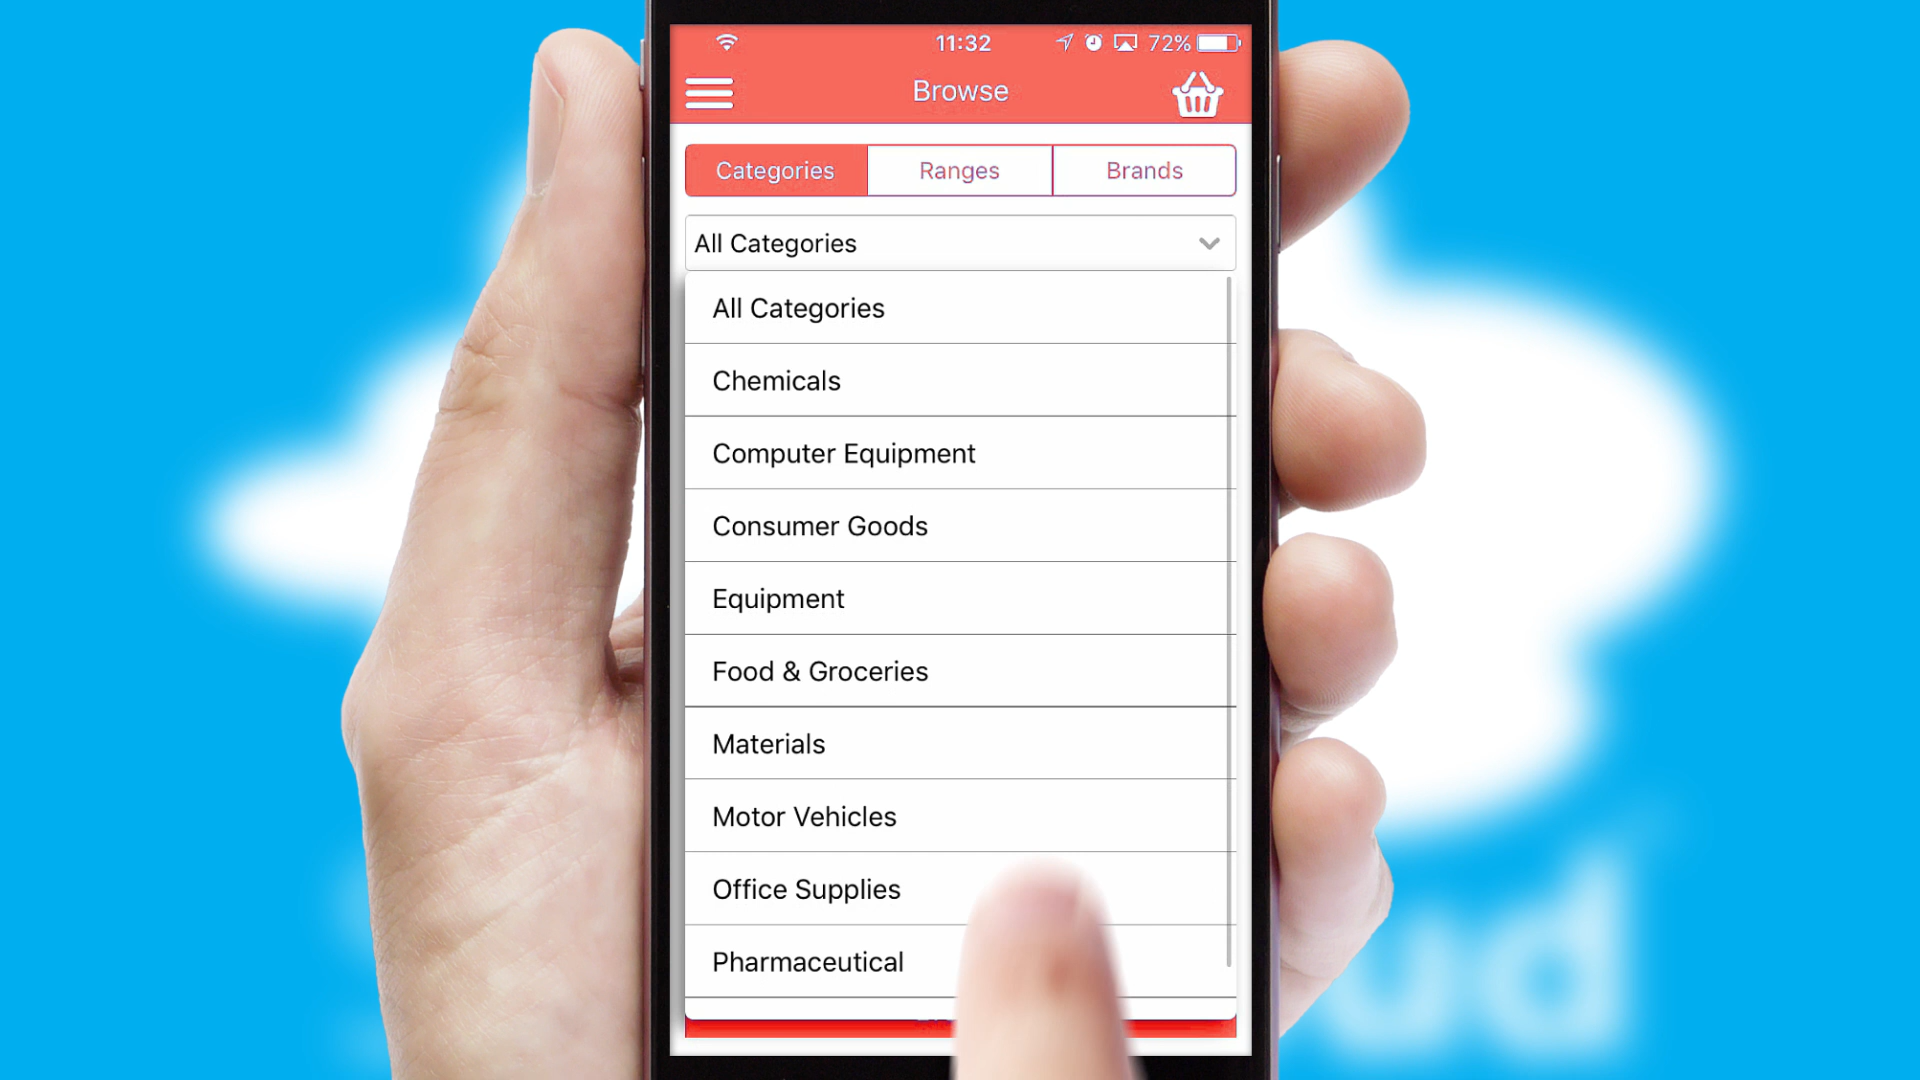 11:32
72%
Browse
Categories
Ranges
Brands
All Categories
All Categories
Chemicals
Computer Equipment
Consumer Goods
Equipment
Food & Groceries
Materials
Motor Vehicles
Office Supplies
Pharmaceutical
ud